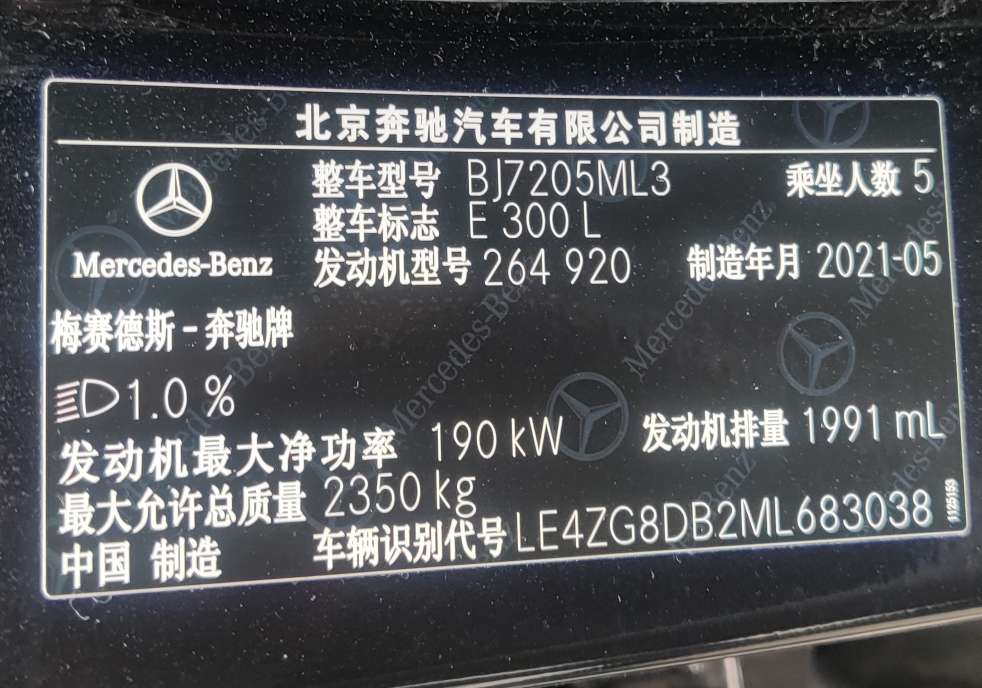 北京奔驰汽车有限公司制造
整车型号 BJ7205ML3 乘坐人数 5
整车标志 E 300 L
Mercedes-Benz 发动机型号 264 920 制造年月 2021-05
梅赛德斯-奔驰牌
1.0 %
发动机最大净功率 190 kW 发动机排量 1991 mL
最大允许总质量 2350 kg
中国 制造 车辆识别代号 LE4ZG8DB2ML683038
1125153